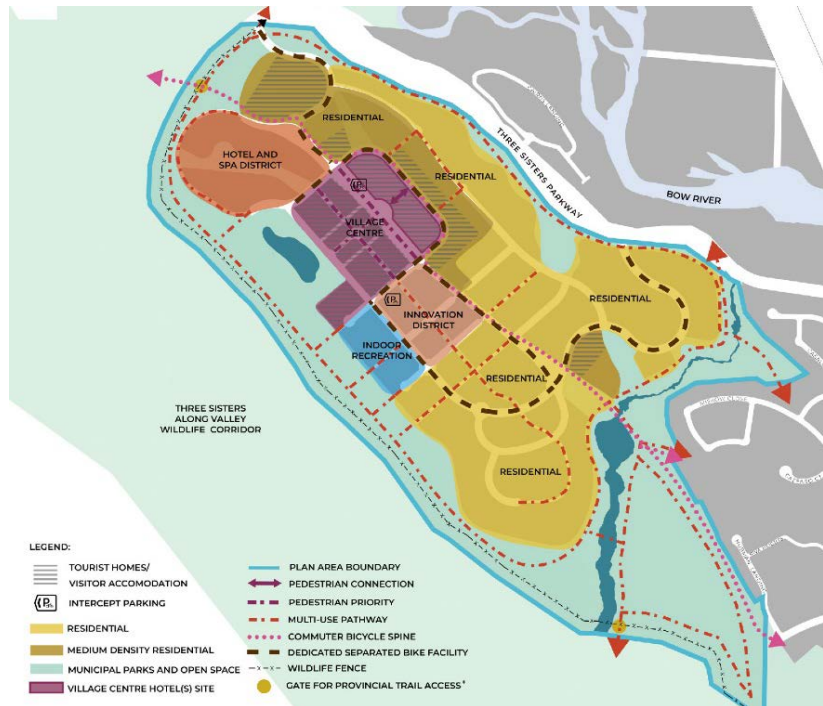 RESIDENTIAL
HOTEL AND
SPA DISTRICT
RESIDENTIAL
THREE SISTERS PARKWAY
BOW RIVER
VILLAGE
CENTRE
RESIDENTIAL
INNOVATION
DISTRICT
INDOOR
RECREATION
RESIDENTIAL
RESIDENTIAL
THREE SISTERS
ALONG VALLEY
WILDLIFE CORRIDOR
LEGEND:
TOURIST HOMES/
VISITOR ACCOMODATION
INTERCEPT PARKING
RESIDENTIAL
MEDIUM DENSITY RESIDENTIAL
MUNICIPAL PARKS AND OPEN SPACE
VILLAGE CENTRE HOTEL(S) SITE
PLAN AREA BOUNDARY
PEDESTRIAN CONNECTION
PEDESTRIAN PRIORITY
MULTI-USE PATHWAY
COMMUTER BICYCLE SPINE
DEDICATED SEPARATED BIKE FACILITY
WILDLIFE FENCE
GATE FOR PROVINCIAL TRAIL ACCESS*